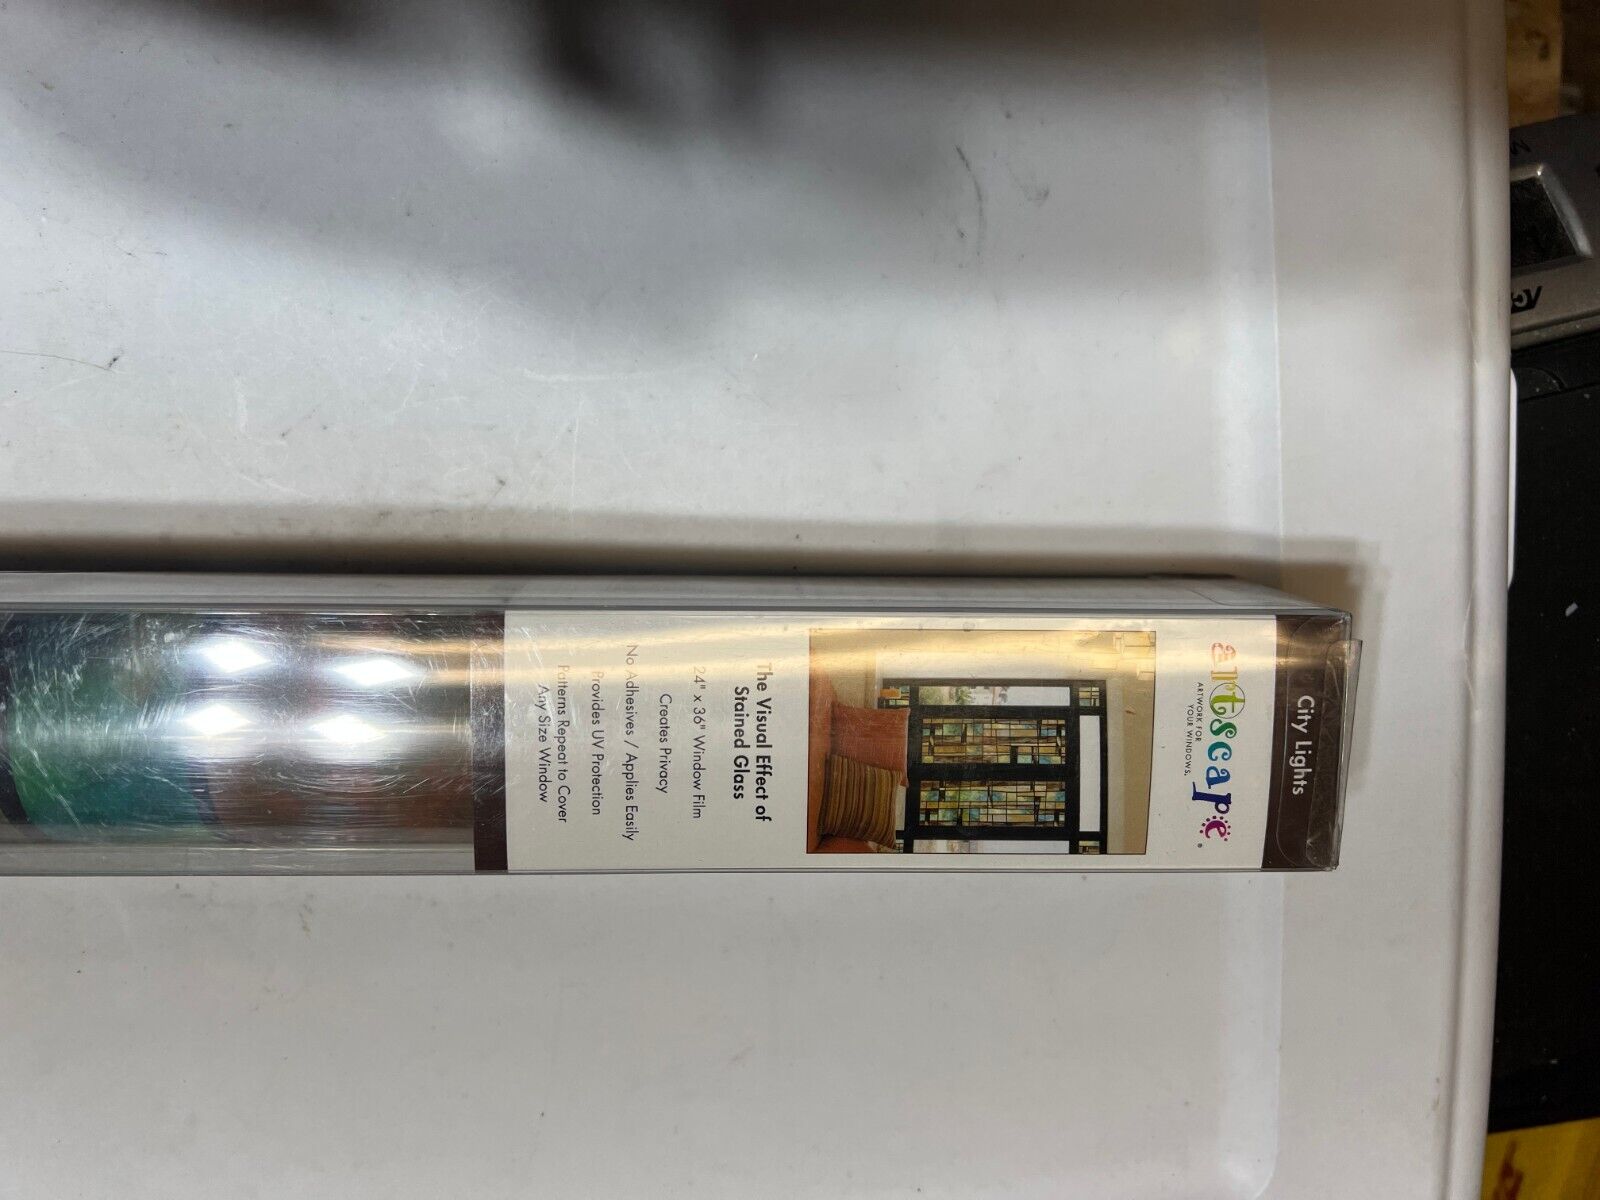 City Lights
artscape®
ARTWORK FOR
YOUR WINDOWS.
The Visual Effect of
Stained Glass
24" x 36" Window Film
Creates Privacy
No Adhesives / Applies Easily
Provides UV Protection
Patterns Repeat to Cover
Any Size Window